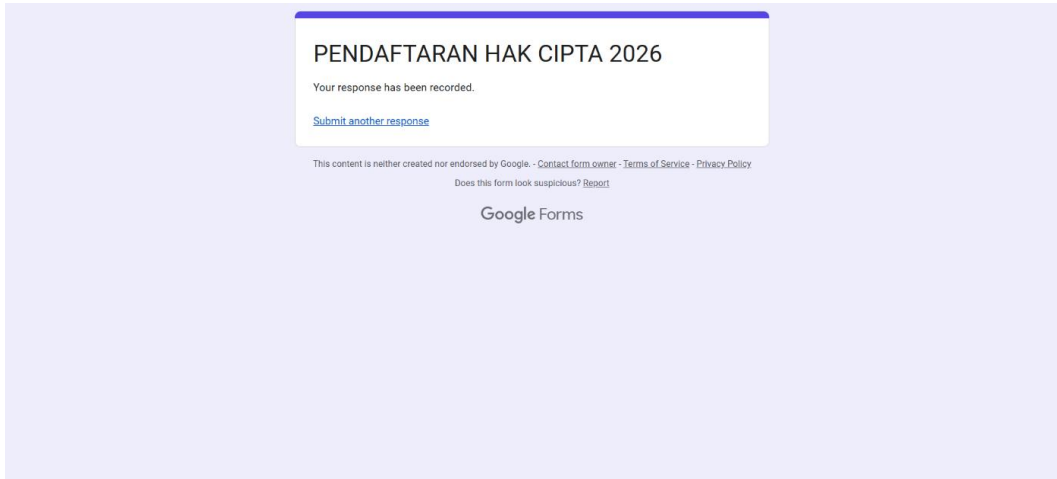 PENDAFTARAN HAK CIPTA 2026
Your response has been recorded.
Submit another response
This content is neither created nor endorsed by Google. - Contact form owner - Terms of Service - Privacy Policy
Does this form look suspicious? Report
Google Forms